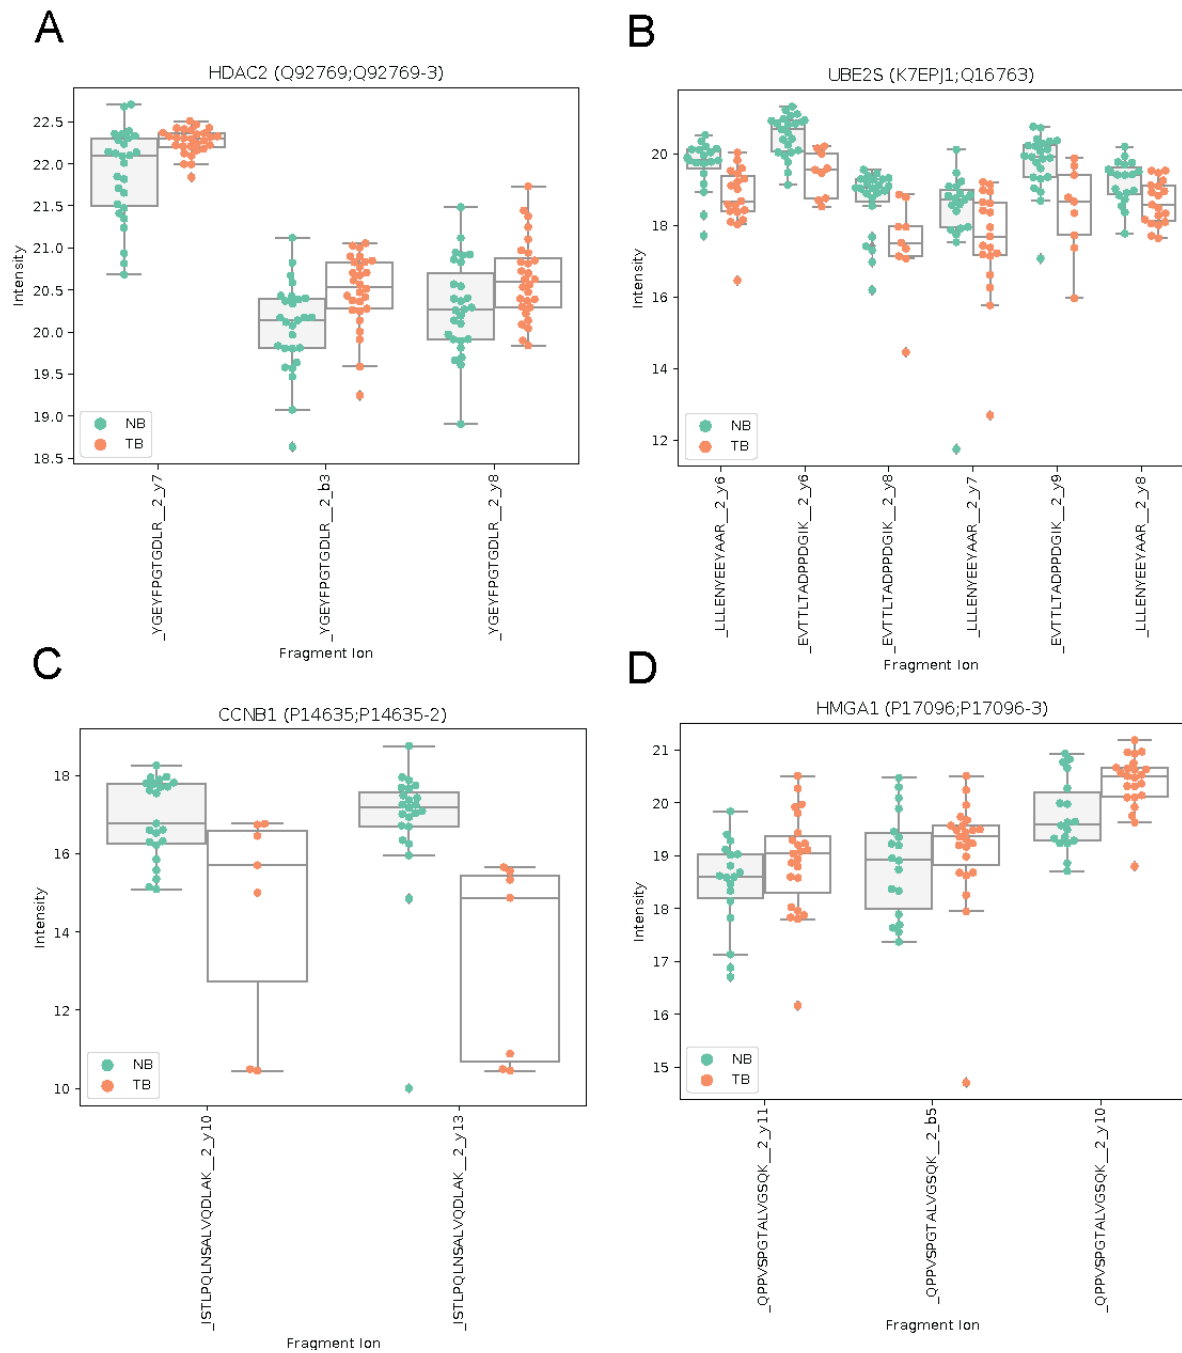 A
HDAC2 (Q92769;Q92769-3)
Intensity
22.5
22.0
21.5
21.0
20.5
20.0
19.5
19.0
18.5
NB
TB
_YGEYFPGTGDLR__2_y7
_YGEYFPGTGDLR__2_b3
_YGEYFPGTGDLR__2_y8
Fragment Ion
B
UBE2S (K7EPJ1;Q16763)
Intensity
20
18
16
14
12
NB
TB
_LLLENYEEYAAR__2_y6
_EVTTLTADPPDGIK__2_y6
_EVTTLTADPPDGIK__2_y8
_LLLENYEEYAAR__2_y7
_EVTTLTADPPDGIK__2_y9
_LLLENYEEYAAR__2_y8
Fragment Ion
C
CCNB1 (P14635;P14635-2)
Intensity
18
16
14
12
10
NB
TB
_ISTLPQLNSALVQDLAK__2_y10
_ISTLPQLNSALVQDLAK__2_y13
Fragment Ion
D
HMGA1 (P17096;P17096-3)
Intensity
21
20
19
18
17
16
15
NB
TB
_QPPVSPGTALVGSQK__2_y11
_QPPVSPGTALVGSQK__2_b5
_QPPVSPGTALVGSQK__2_y10
Fragment Ion